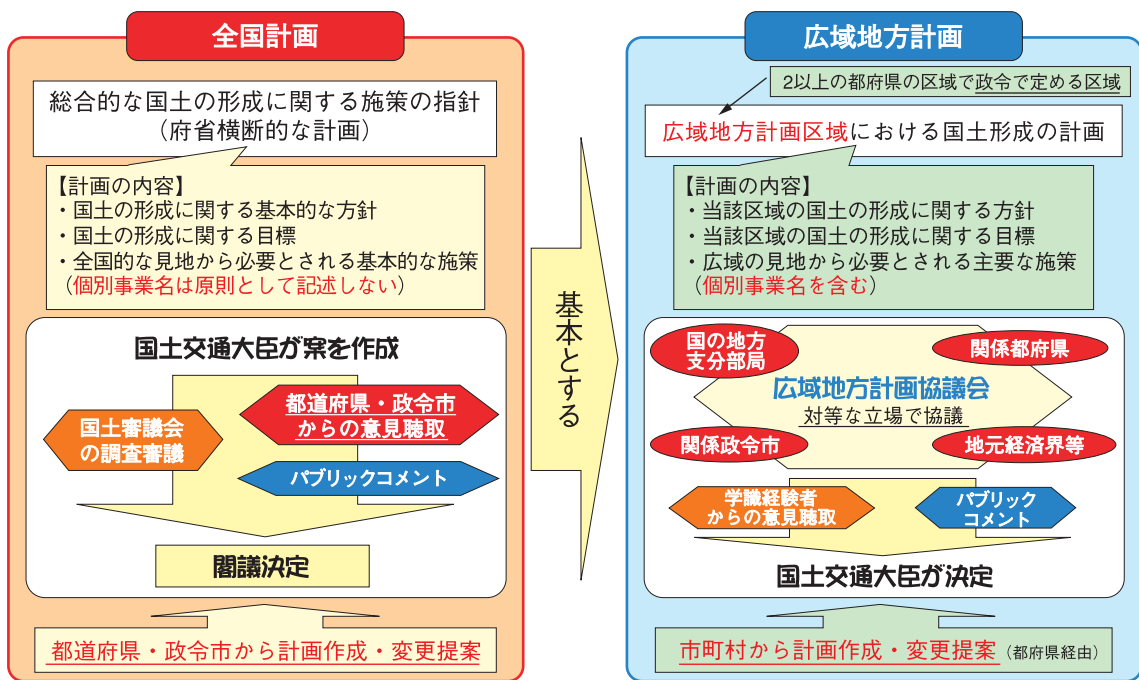 全国計画
総合的な国土の形成に関する施策の指針
（府省横断的な計画）
【計画の内容】
・国土の形成に関する基本的な方針
・国土の形成に関する目標
・全国的な見地から必要とされる基本的な施策
（個別事業名は原則として記述しない）
国土交通大臣が案を作成
国土審議会
の調査審議
都道府県・政令市
からの意見聴取
パブリックコメント
閣議決定
都道府県・政令市から計画作成・変更提案
基本とする
広域地方計画
2以上の都府県の区域で政令で定める区域
広域地方計画区域における国土形成の計画
【計画の内容】
・当該区域の国土の形成に関する方針
・当該区域の国土の形成に関する目標
・広域の見地から必要とされる主要な施策
（個別事業名を含む）
国の地方
支分部局
関係都府県
広域地方計画協議会
対等な立場で協議
関係政令市
地元経済界等
学識経験者
からの意見聴取
パブリック
コメント
国土交通大臣が決定
市町村から計画作成・変更提案（都府県経由）